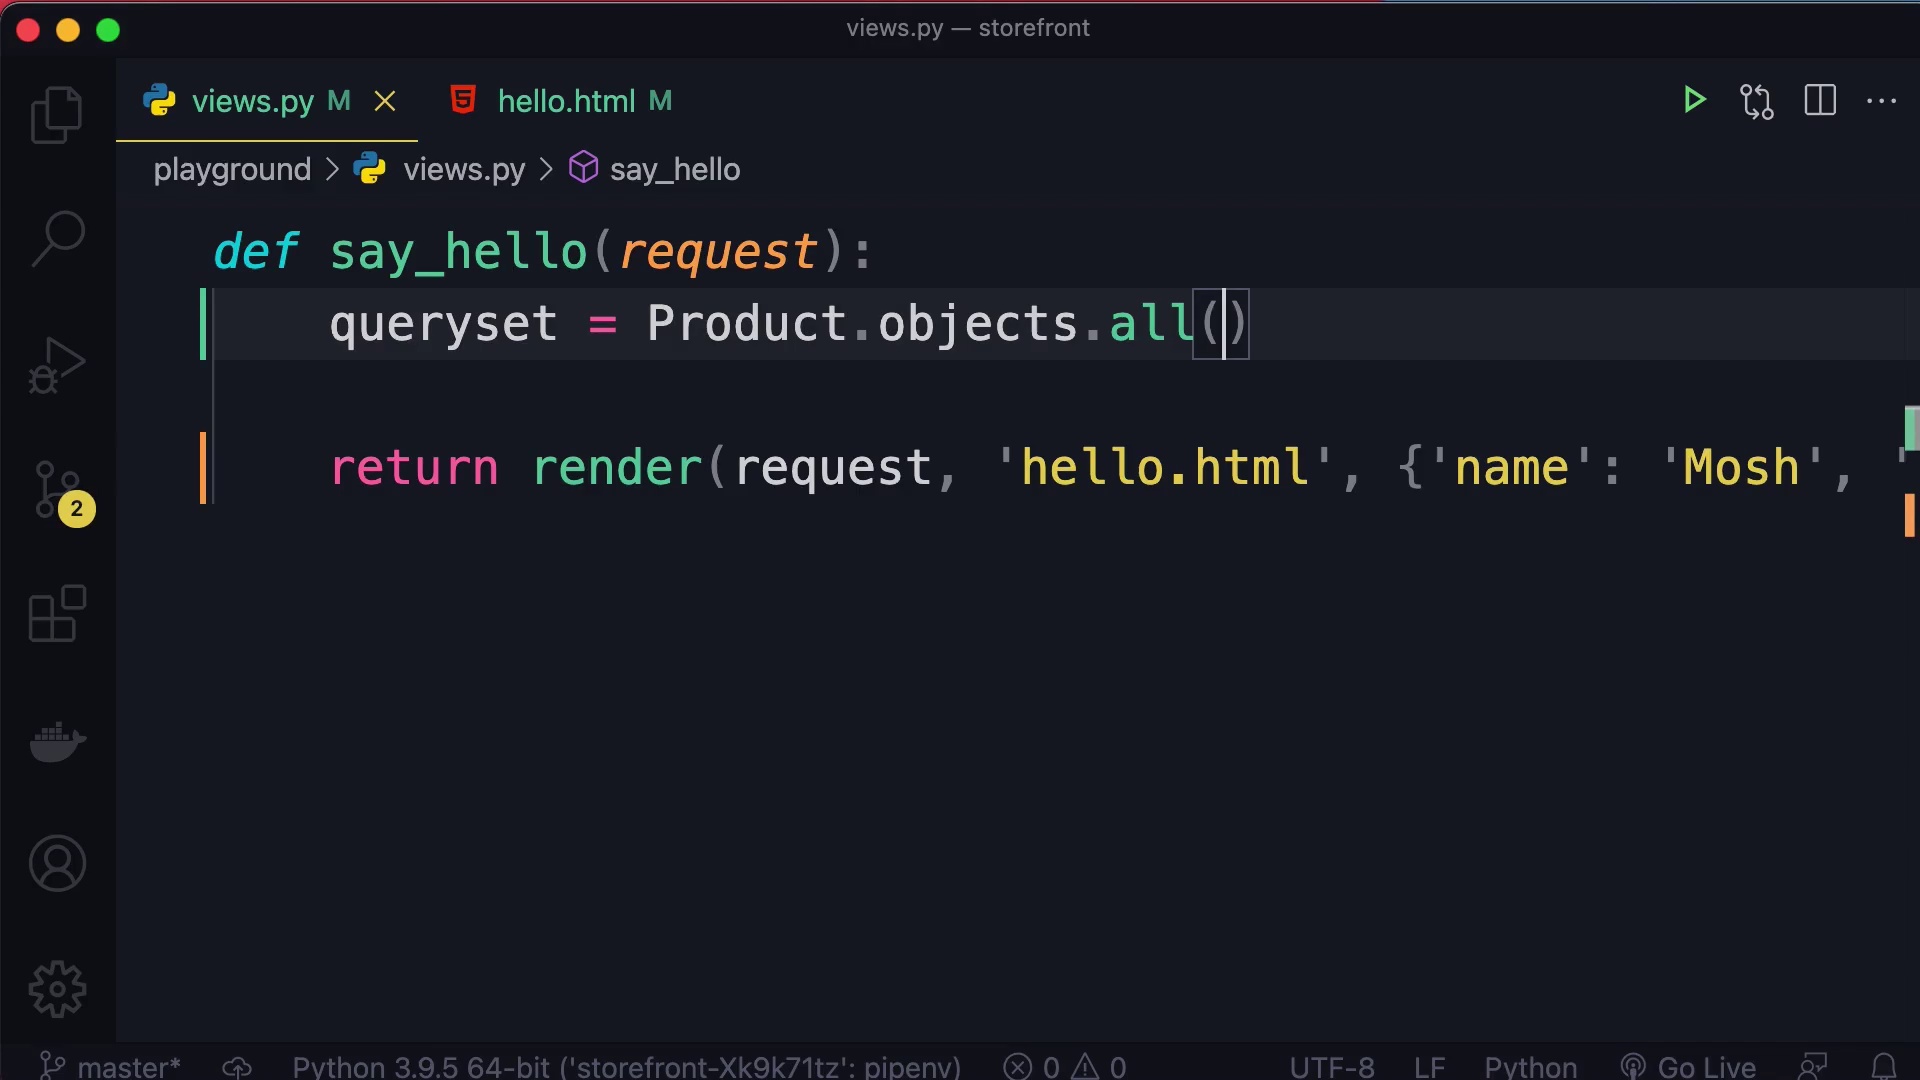 views.py — storefront
views.py M hello.html M
playground > views.py > say_hello
def say_hello(request):
queryset = Product.objects.all()
return render(request, 'hello.html', {'name': 'Mosh', '
2
master* Python 3.9.5 64-bit ('storefront-Xk9k71tz': pipenv) 0 0 UTF-8 LF Python Go Live